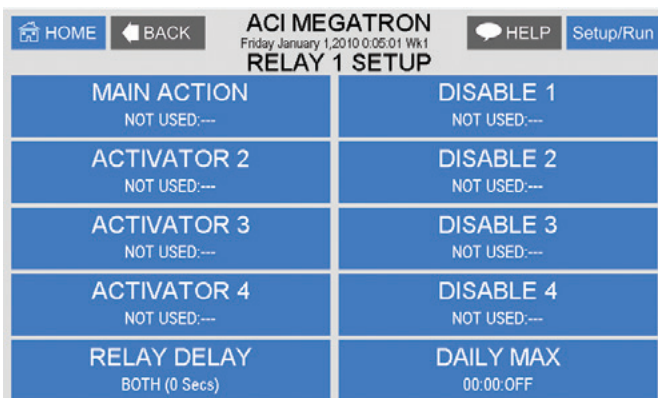 HOME
BACK
ACI MEGATRON
Friday January 1,2010 0:05:01 Wk1
RELAY 1 SETUP
HELP
Setup/Run
MAIN ACTION
NOT USED:---
DISABLE 1
NOT USED:---
ACTIVATOR 2
NOT USED:---
DISABLE 2
NOT USED:---
ACTIVATOR 3
NOT USED:---
DISABLE 3
NOT USED:---
ACTIVATOR 4
NOT USED:---
DISABLE 4
NOT USED:---
RELAY DELAY
BOTH (0 Secs)
DAILY MAX
00:00:OFF